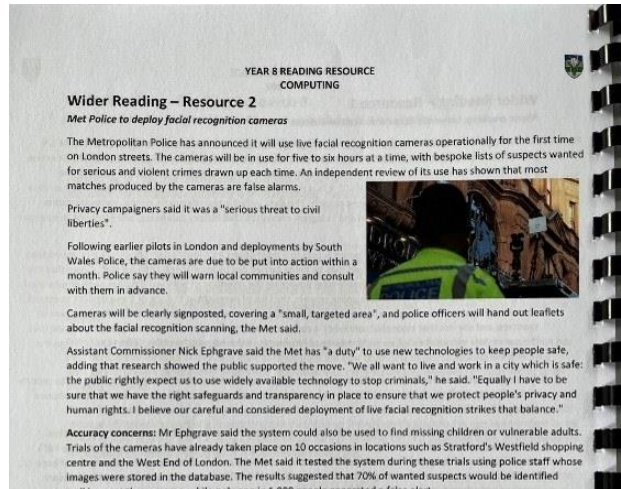 YEAR 8 READING RESOURCE
COMPUTING
Wider Reading – Resource 2
Met Police to deploy facial recognition cameras
The Metropolitan Police has announced it will use live facial recognition cameras operationally for the first time
on London streets. The cameras will be in use for five to six hours at a time, with bespoke lists of suspects wanted
for serious and violent crimes drawn up each time. An independent review of its use has shown that most
matches produced by the cameras are false alarms.
Privacy campaigners said it was a "serious threat to civil
liberties".
Following earlier pilots in London and deployments by South
Wales Police, the cameras are due to be put into action within a
month. Police say they will warn local communities and consult
with them in advance.
POLICE
Cameras will be clearly signposted, covering a "small, targeted area", and police officers will hand out leaflets
about the facial recognition scanning, the Met said.
Assistant Commissioner Nick Ephgrave said the Met has "a duty" to use new technologies to keep people safe,
adding that research showed the public supported the move. "We all want to live and work in a city which is safe:
the public rightly expect us to use widely available technology to stop criminals," he said. "Equally I have to be
sure that we have the right safeguards and transparency in place to ensure that we protect people's privacy and
human rights. I believe our careful and considered deployment of live facial recognition strikes that balance."
Accuracy concerns: Mr Ephgrave said the system could also be used to find missing children or vulnerable adults.
Trials of the cameras have already taken place on 10 occasions in locations such as Stratford's Westfield shopping
centre and the West End of London. The Met said it tested the system during these trials using police staff whose
images were stored in the database. The results suggested that 70% of wanted suspects would be identified